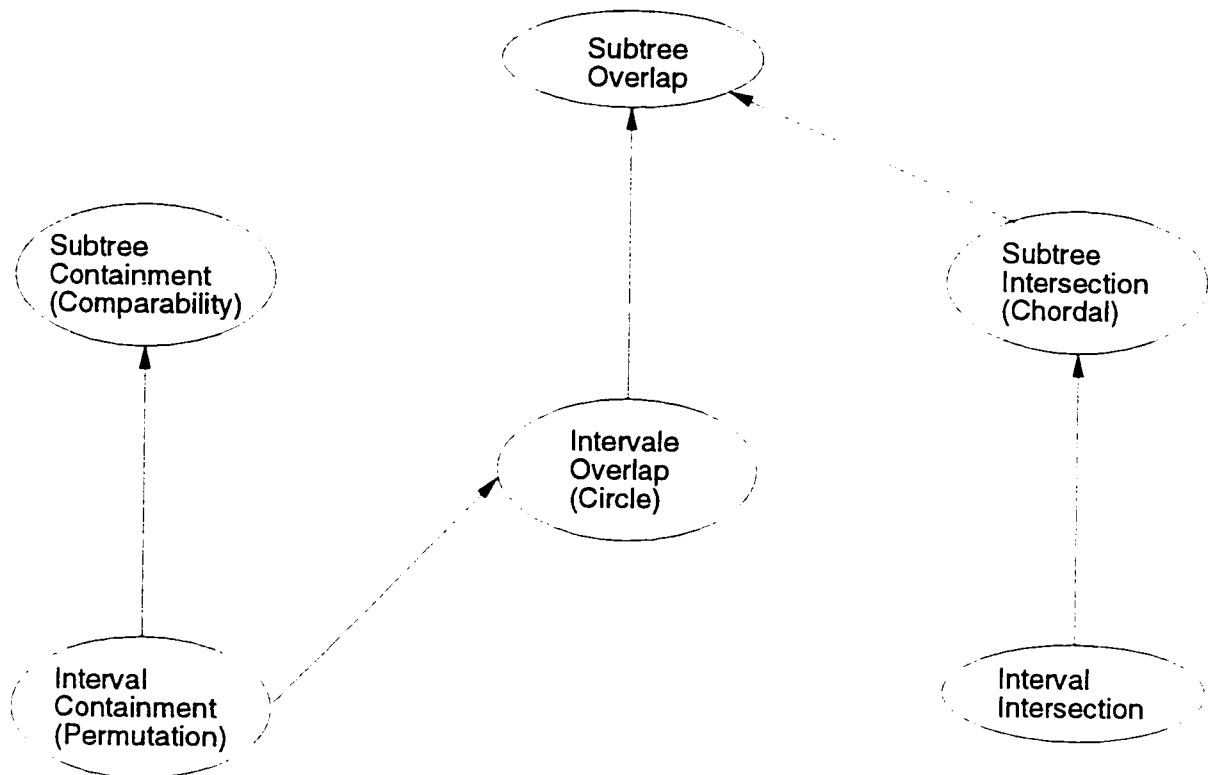 Subtree
Overlap
Subtree
Containment
(Comparability)
Subtree
Intersection
(Chordal)
Intervale
Overlap
(Circle)
Interval
Containment
(Permutation)
Interval
Intersection